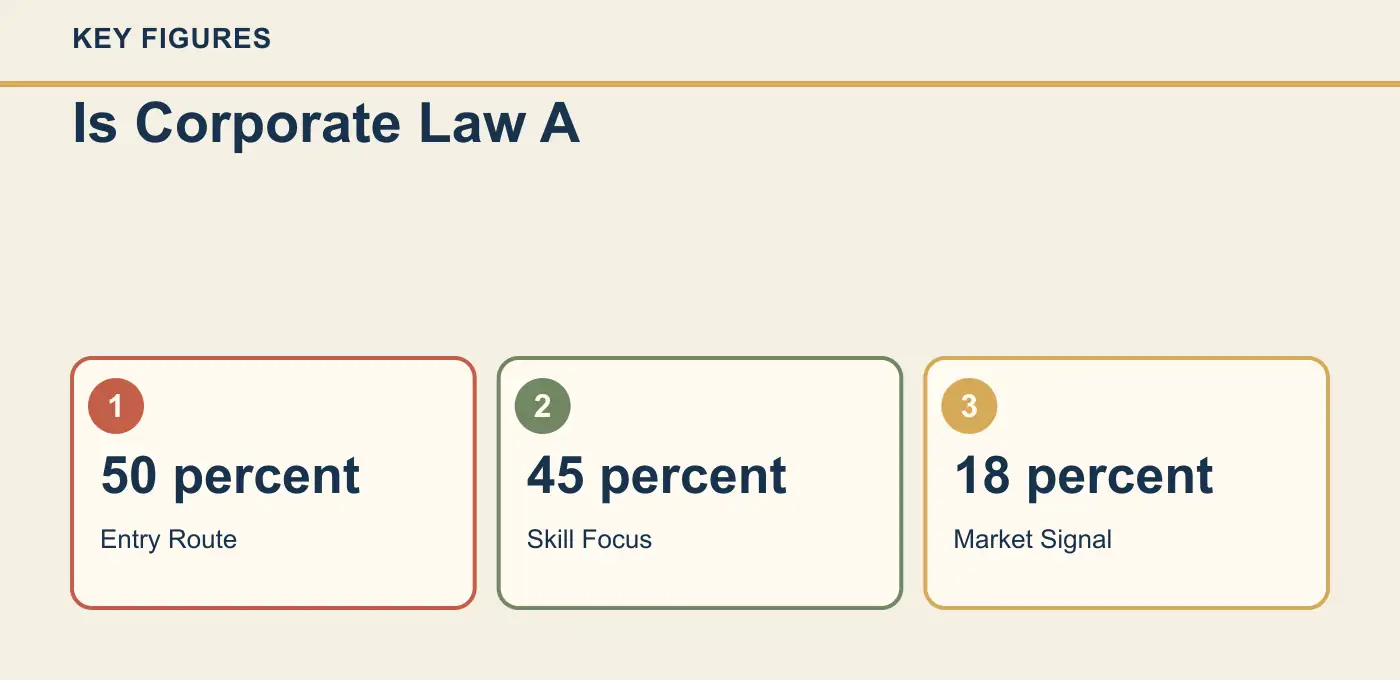 KEY FIGURES
Is Corporate Law A
1
50 percent
Entry Route
2
45 percent
Skill Focus
3
18 percent
Market Signal